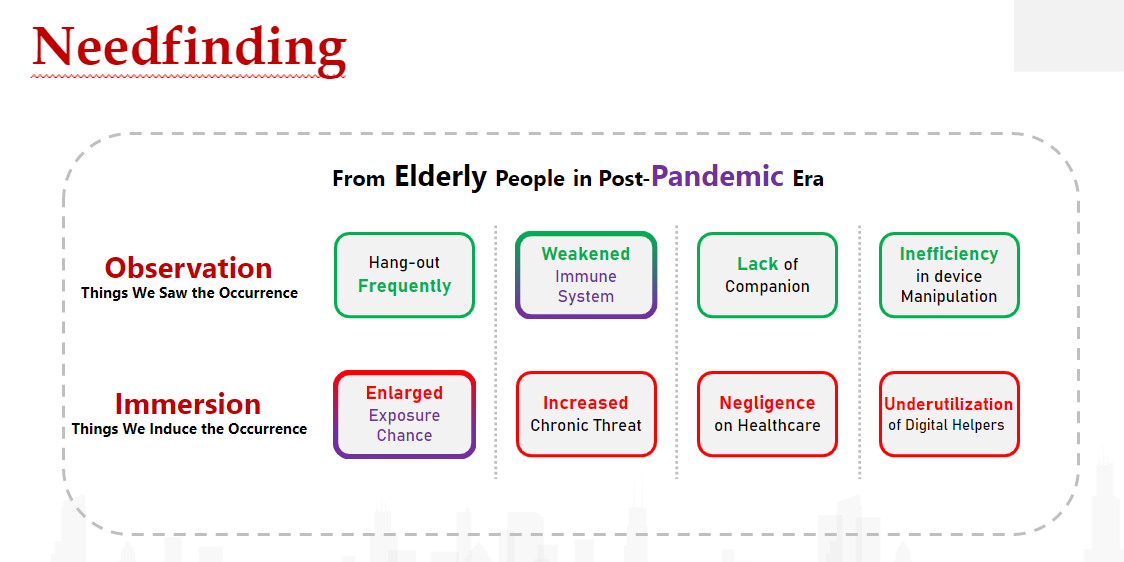 Needfinding
From Elderly People in Post-Pandemic Era
Observation
Things We Saw the Occurrence
Hang-out
Frequently
Weakened
Immune
System
Lack of
Companion
Inefficiency
in device
Manipulation
Immersion
Things We Induce the Occurrence
Enlarged
Exposure
Chance
Increased
Chronic Threat
Negligence
on Healthcare
Underutilization
of Digital Helpers